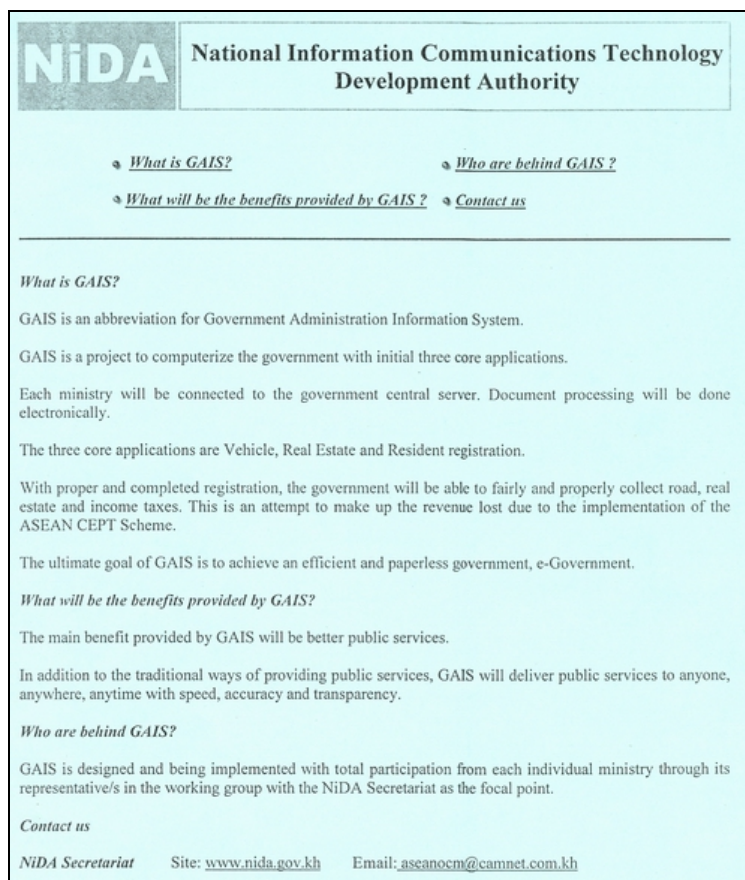 NiDA
National Information Communications Technology
Development Authority
What is GAIS?
Who are behind GAIS ?
What will be the benefits provided by GAIS ?
Contact us
What is GAIS?
GAIS is an abbreviation for Government Administration Information System.
GAIS is a project to computerize the government with initial three core applications.
Each ministry will be connected to the government central server. Document processing will be done
electronically.
The three core applications are Vehicle, Real Estate and Resident registration.
With proper and completed registration, the government will be able to fairly and properly collect road, real
estate and income taxes. This is an attempt to make up the revenue lost due to the implementation of the
ASEAN CEPT Scheme.
The ultimate goal of GAIS is to achieve an efficient and paperless government, e-Government.
What will be the benefits provided by GAIS?
The main benefit provided by GAIS will be better public services.
In addition to the traditional ways of providing public services, GAIS will deliver public services to anyone,
anywhere, anytime with speed, accuracy and transparency.
Who are behind GAIS?
GAIS is designed and being implemented with total participation from each individual ministry through its
representative/s in the working group with the NiDA Secretariat as the focal point.
Contact us
NiDA Secretariat Site: www.nida.gov.kh Email: aseanocm@camnet.com.kh